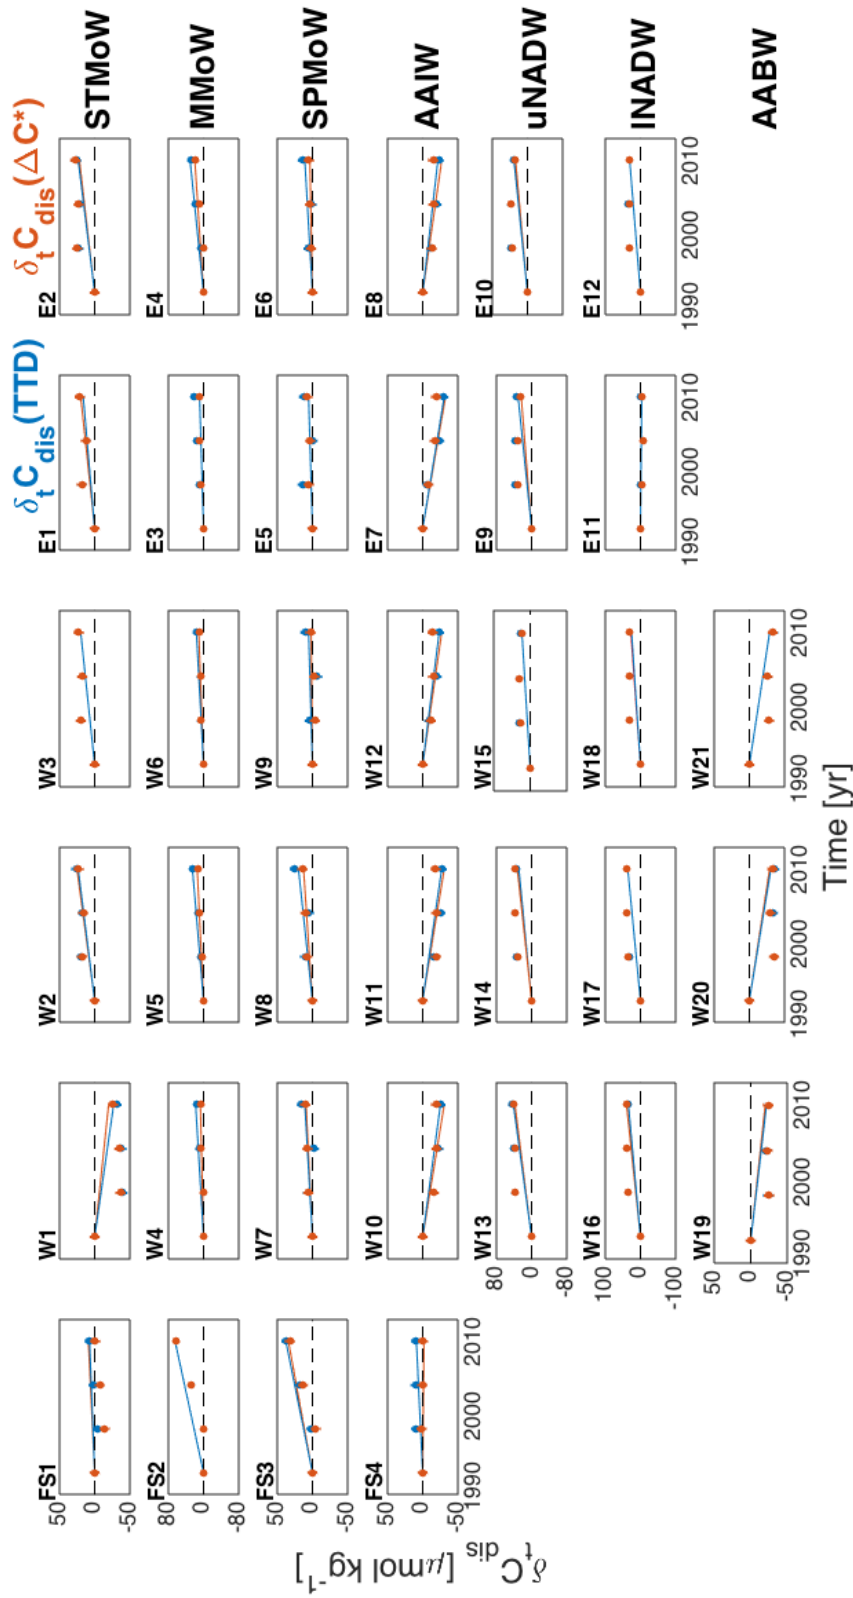 δtCdis(TTD) δtCdis(ΔC*)
FS1 W1 W2 W3 E1 E2
50
0
-50
STMoW
FS2 W4 W5 W6 E3 E4
80
0
-80
MMoW
FS3 W7 W8 W9 E5 E6
50
0
-50
SPMoW
FS4 W10 W11 W12 E7 E8
50
0
-50
AAIW
1990 2000 2010
W13 W14 W15 E9 E10
80
0
-80
uNADW
W16 W17 W18 E11 E12
100
0
-100
lNADW
1990 2000 2010 1990 2000 2010
W19 W20 W21
50
0
-50
AABW
1990 2000 2010 1990 2000 2010 1990 2000 2010
δtCdis [μmol kg-1]
Time [yr]